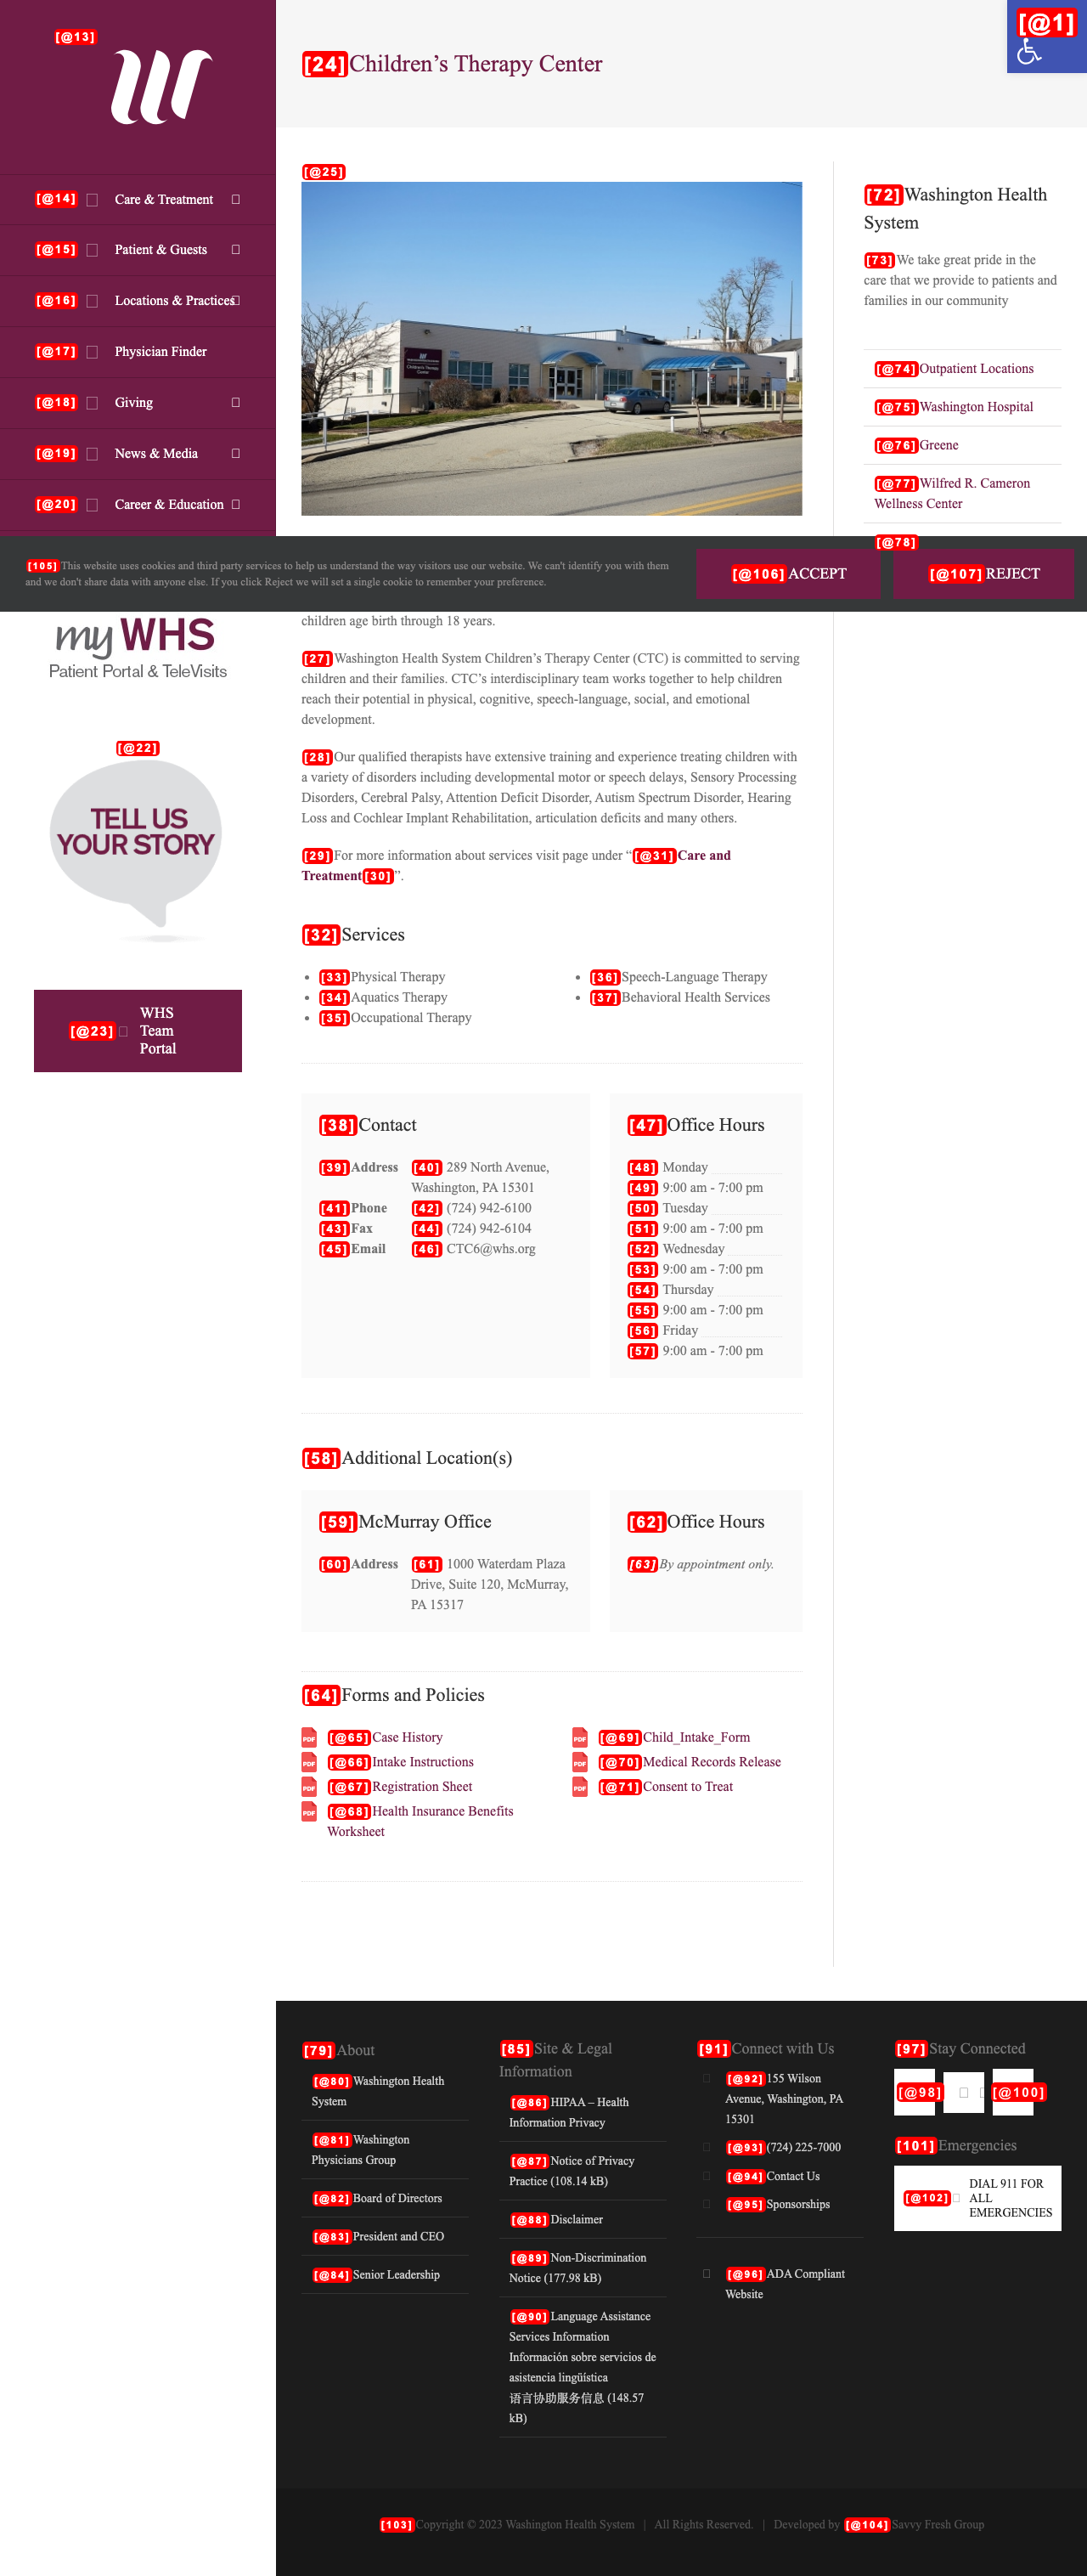 [@13]
[@14] Care & Treatment
[@15] Patient & Guests
[@16] Locations & Practices
[@17] Physician Finder
[@18] Giving
[@19] News & Media
[@20] Career & Education
my WHS
Patient Portal & TeleVisits
[@22]
TELL US
YOUR STORY
[@23] WHS
Team
Portal
[@1]
[24]Children’s Therapy Center
[@25]
Children's Therapy
Center
[105]This website uses cookies and third party services to help us understand the way visitors use our website. We can't identify you with them
and we don't share data with anyone else. If you click Reject we will set a single cookie to remember your preference.
[@106]ACCEPT
[@107]REJECT
children age birth through 18 years.
[27]Washington Health System Children’s Therapy Center (CTC) is committed to serving
children and their families. CTC’s interdisciplinary team works together to help children
reach their potential in physical, cognitive, speech-language, social, and emotional
development.
[28]Our qualified therapists have extensive training and experience treating children with
a variety of disorders including developmental motor or speech delays, Sensory Processing
Disorders, Cerebral Palsy, Attention Deficit Disorder, Autism Spectrum Disorder, Hearing
Loss and Cochlear Implant Rehabilitation, articulation deficits and many others.
[29]For more information about services visit page under “[@31]Care and
Treatment[30]”.
[32]Services
[33]Physical Therapy
[34]Aquatics Therapy
[35]Occupational Therapy
[36]Speech-Language Therapy
[37]Behavioral Health Services
[38]Contact
[39]Address [40] 289 North Avenue,
Washington, PA 15301
[41]Phone [42] (724) 942-6100
[43]Fax [44] (724) 942-6104
[45]Email [46] CTC6@whs.org
[47]Office Hours
[48] Monday
[49] 9:00 am - 7:00 pm
[50] Tuesday
[51] 9:00 am - 7:00 pm
[52] Wednesday
[53] 9:00 am - 7:00 pm
[54] Thursday
[55] 9:00 am - 7:00 pm
[56] Friday
[57] 9:00 am - 7:00 pm
[58]Additional Location(s)
[59]McMurray Office
[60]Address [61] 1000 Waterdam Plaza
Drive, Suite 120, McMurray,
PA 15317
[62]Office Hours
[63]By appointment only.
[64]Forms and Policies
PDF [@65]Case History
PDF [@66]Intake Instructions
PDF [@67]Registration Sheet
PDF [@68]Health Insurance Benefits
Worksheet
PDF [@69]Child_Intake_Form
PDF [@70]Medical Records Release
PDF [@71]Consent to Treat
[72]Washington Health
System
[73]We take great pride in the
care that we provide to patients and
families in our community
[@74]Outpatient Locations
[@75]Washington Hospital
[@76]Greene
[@77]Wilfred R. Cameron
Wellness Center
[@78]
[79]About
[@80]Washington Health
System
[@81]Washington
Physicians Group
[@82]Board of Directors
[@83]President and CEO
[@84]Senior Leadership
[85]Site & Legal
Information
[@86]HIPAA – Health
Information Privacy
[@87]Notice of Privacy
Practice (108.14 kB)
[@88]Disclaimer
[@89]Non-Discrimination
Notice (177.98 kB)
[@90]Language Assistance
Services Information
Información sobre servicios de
asistencia lingüística
语言协助服务信息 (148.57
kB)
[91]Connect with Us
[@92]155 Wilson
Avenue, Washington, PA
15301
[@93](724) 225-7000
[@94]Contact Us
[@95]Sponsorships
[@96]ADA Compliant
Website
[97]Stay Connected
[@98] [@100]
[101]Emergencies
[@102] DIAL 911 FOR
ALL
EMERGENCIES
[103]Copyright © 2023 Washington Health System | All Rights Reserved. | Developed by [@104]Savvy Fresh Group